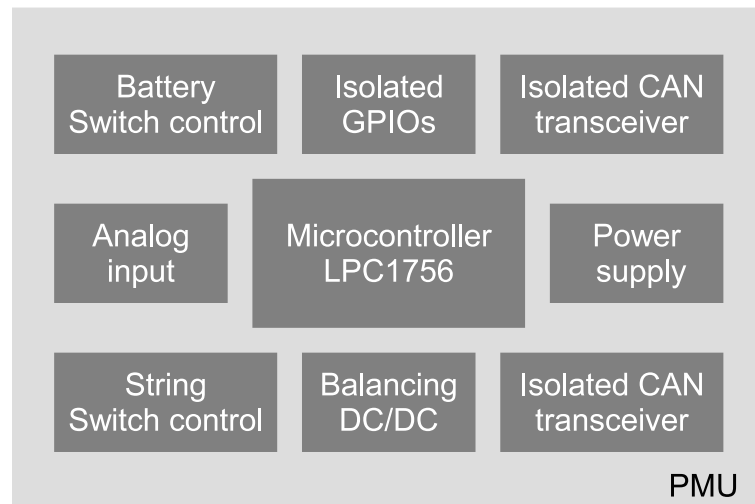 Battery
Switch control
Isolated
GPIOs
Isolated CAN
transceiver
Analog
input
Microcontroller
LPC1756
Power
supply
String
Switch control
Balancing
DC/DC
Isolated CAN
transceiver
PMU